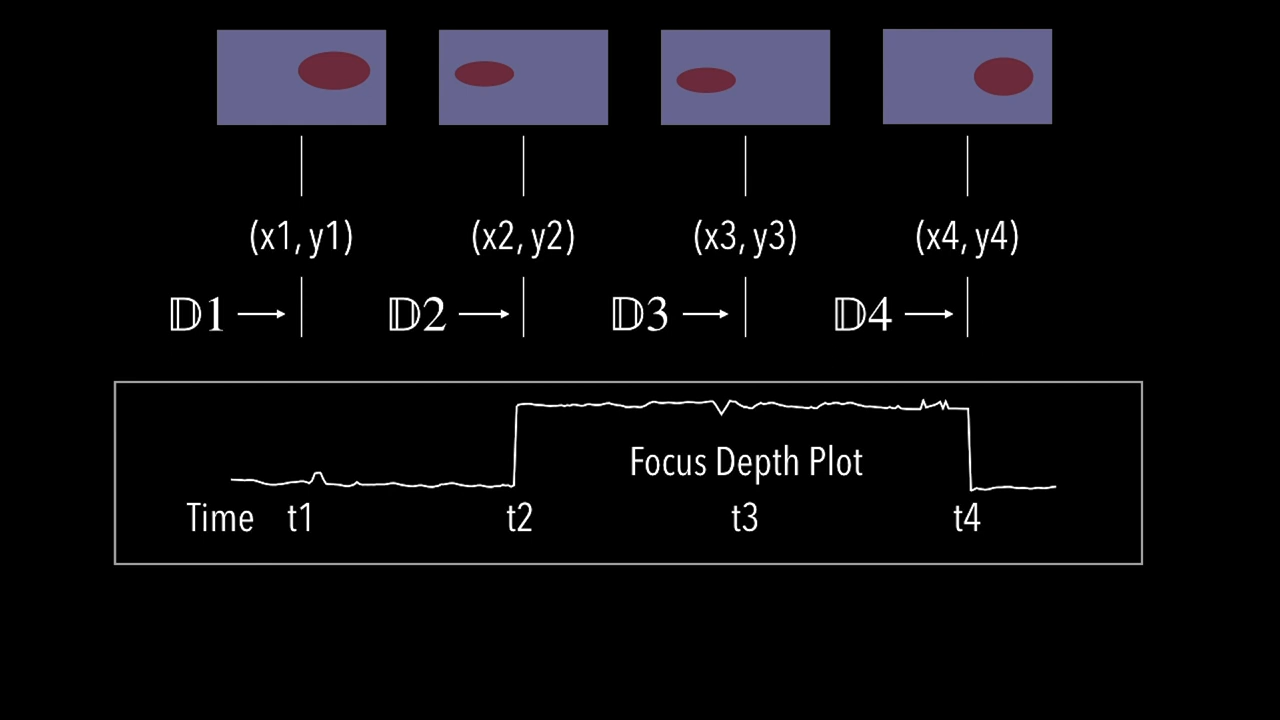 (x1, y1) (x2, y2) (x3, y3) (x4, y4)
𝔻1 → 𝔻2 → 𝔻3 → 𝔻4 →
Focus Depth Plot
Time t1 t2 t3 t4